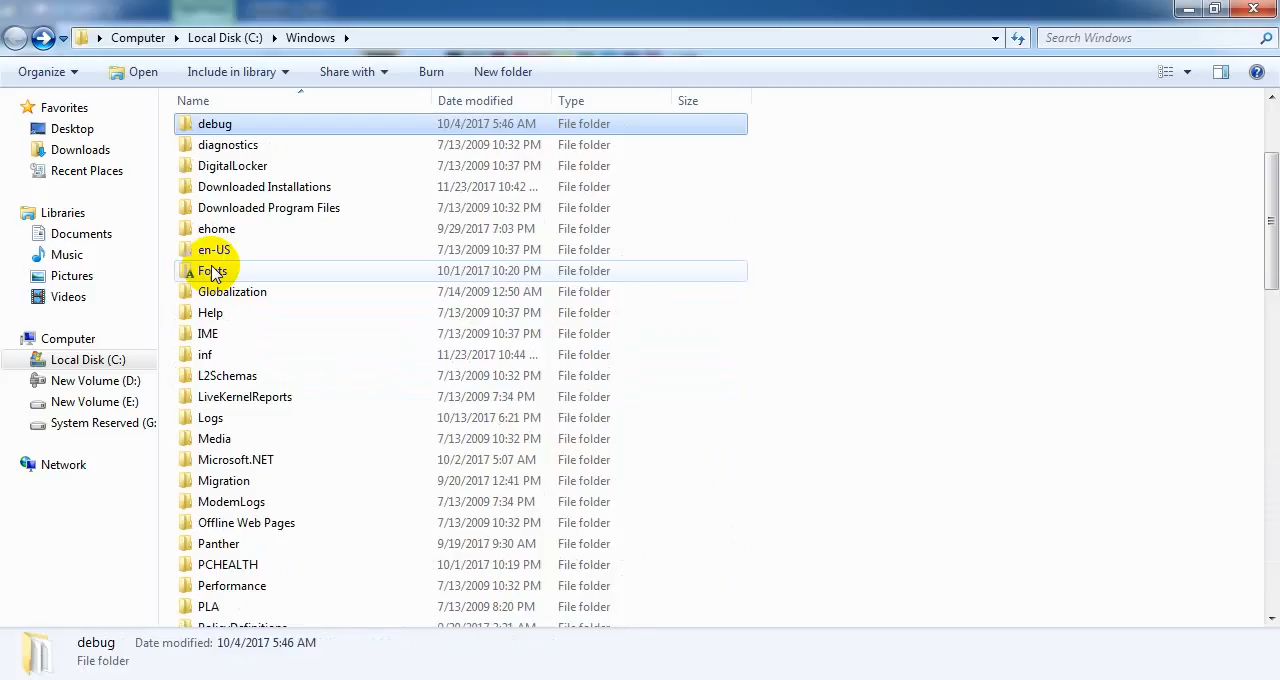 Computer Local Disk (C:) Windows Search Windows
Organize Open Include in library Share with Burn New folder
Name Date modified Type Size
Favorites
Desktop
Downloads
Recent Places
Libraries
Documents
Music
Pictures
Videos
Computer
Local Disk (C:)
New Volume (D:)
New Volume (E:)
System Reserved (G:
Network
debug 10/4/2017 5:46 AM File folder
diagnostics 7/13/2009 10:32 PM File folder
DigitalLocker 7/13/2009 10:37 PM File folder
Downloaded Installations 11/23/2017 10:42 ... File folder
Downloaded Program Files 7/13/2009 10:32 PM File folder
ehome 9/29/2017 7:03 PM File folder
en-US 7/13/2009 10:37 PM File folder
Fonts 10/1/2017 10:20 PM File folder
Globalization 7/14/2009 12:50 AM File folder
Help 7/13/2009 10:37 PM File folder
IME 7/13/2009 10:37 PM File folder
inf 11/23/2017 10:44 ... File folder
L2Schemas 7/13/2009 10:32 PM File folder
LiveKernelReports 7/13/2009 7:34 PM File folder
Logs 10/13/2017 6:21 PM File folder
Media 7/13/2009 10:32 PM File folder
Microsoft.NET 10/2/2017 5:07 AM File folder
Migration 9/20/2017 12:41 PM File folder
ModemLogs 7/13/2009 7:34 PM File folder
Offline Web Pages 7/13/2009 10:32 PM File folder
Panther 9/19/2017 9:30 AM File folder
PCHEALTH 10/1/2017 10:19 PM File folder
Performance 7/13/2009 10:32 PM File folder
PLA 7/13/2009 8:20 PM File folder
debug Date modified: 10/4/2017 5:46 AM
File folder